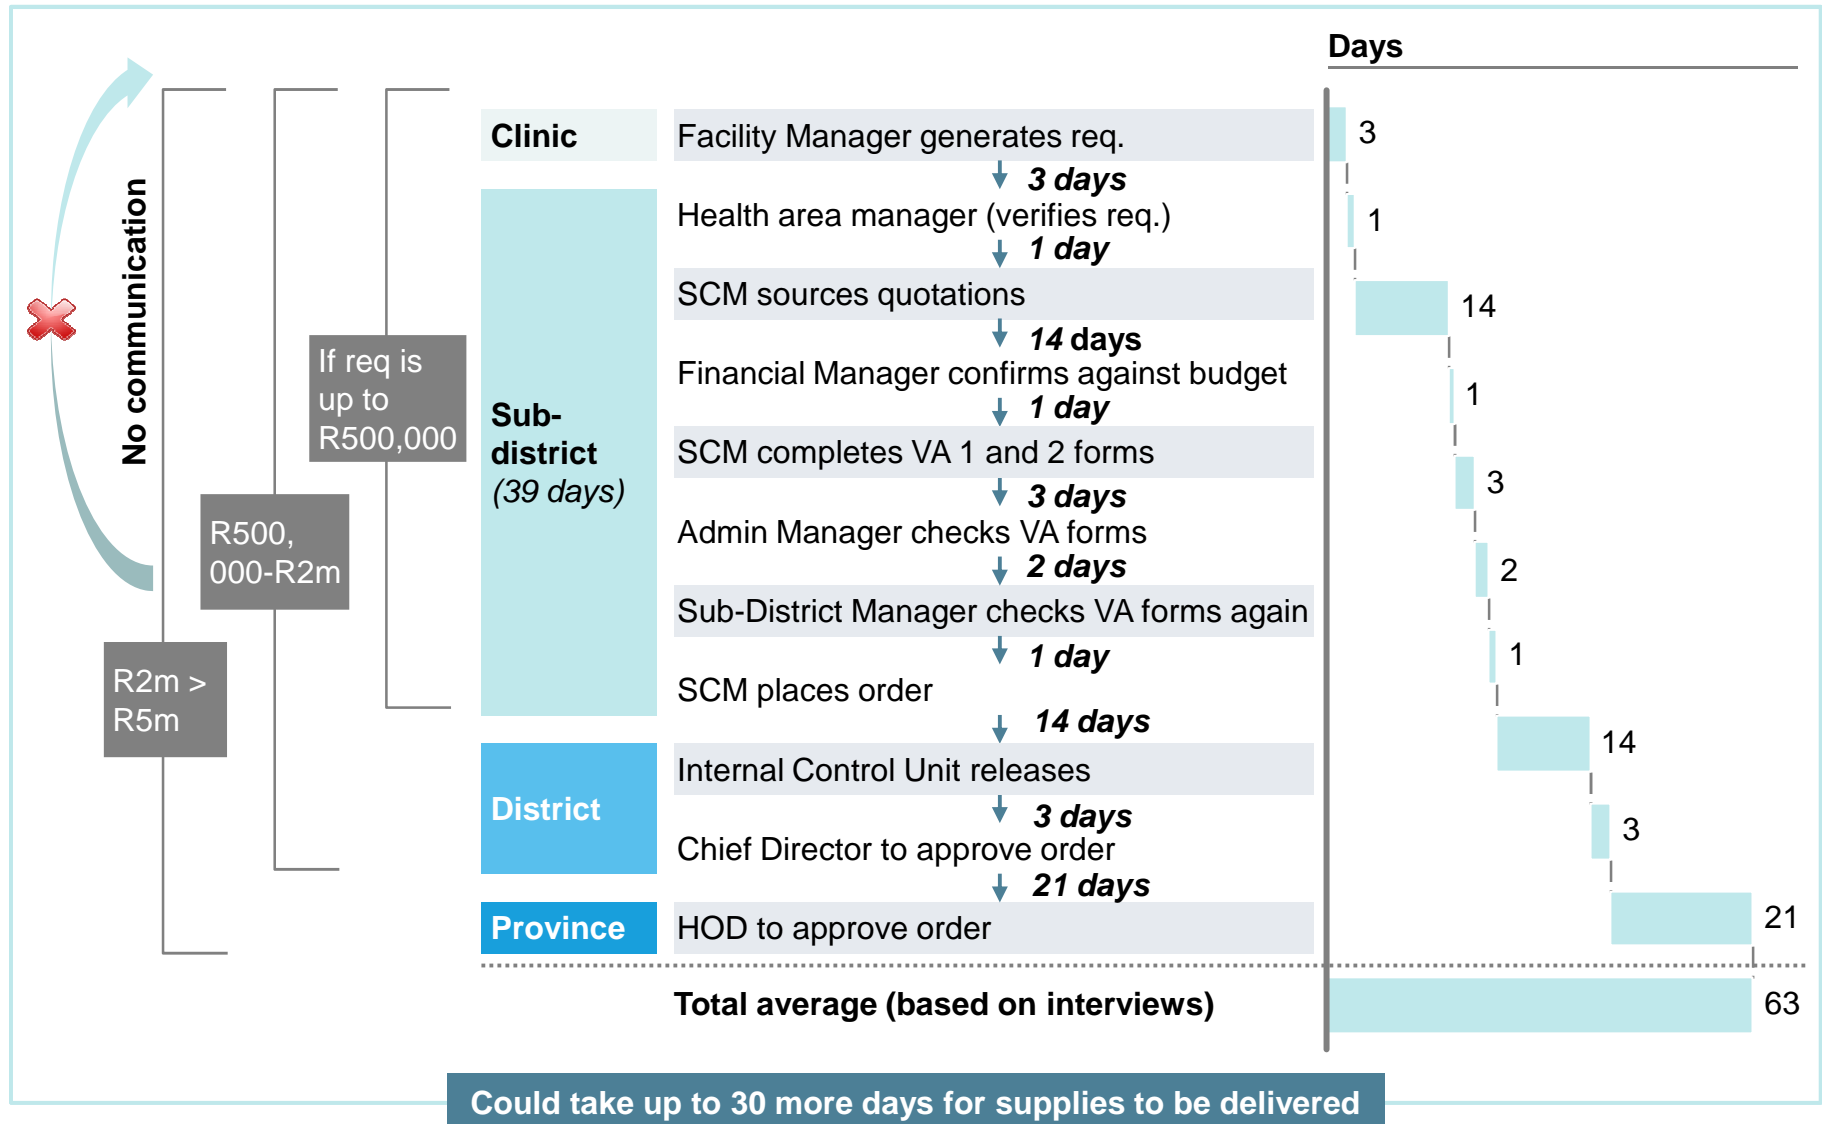 Days
No communication
If req is
up to
R500,000
R500,
000-R2m
R2m >
R5m
Clinic
Sub-
district
(39 days)
District
Province
Facility Manager generates req.
3 days
Health area manager (verifies req.)
1 day
SCM sources quotations
14 days
Financial Manager confirms against budget
1 day
SCM completes VA 1 and 2 forms
3 days
Admin Manager checks VA forms
2 days
Sub-District Manager checks VA forms again
1 day
SCM places order
14 days
Internal Control Unit releases
3 days
Chief Director to approve order
21 days
HOD to approve order
Total average (based on interviews)
3
1
14
1
3
2
1
14
3
21
63
Could take up to 30 more days for supplies to be delivered